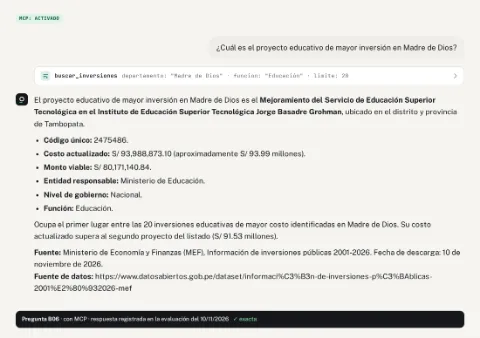 MCP: ACTIVADO
¿Cuál es el proyecto educativo de mayor inversión en Madre de Dios?
buscar_inversiones departamento: "Madre de Dios" · funcion: "Educación" · limite: 20
El proyecto educativo de mayor inversión en Madre de Dios es el Mejoramiento del Servicio de Educación Superior
Tecnológica en el Instituto de Educación Superior Tecnológica Jorge Basadre Grohman, ubicado en el distrito y provincia
de Tambopata.
• Código único: 2475486.
• Costo actualizado: S/ 93,988,873.10 (aproximadamente S/ 93.99 millones).
• Monto viable: S/ 80,171,140.84.
• Entidad responsable: Ministerio de Educación.
• Nivel de gobierno: Nacional.
• Función: Educación.
Ocupa el primer lugar entre las 20 inversiones educativas de mayor costo identificadas en Madre de Dios. Su costo
actualizado supera al segundo proyecto del listado (S/ 91.53 millones).
Fuente: Ministerio de Economía y Finanzas (MEF), Información de inversiones públicas 2001-2026. Fecha de descarga: 10 de
noviembre de 2026.
Fuente de datos: https://www.datosabiertos.gob.pe/dataset/informaci%C3%B3n-de-inversiones-p%C3%BAblicas-
2001%E2%80%932026-mef
Pregunta B06 · con MCP · respuesta registrada en la evaluación del 10/11/2026 ✓ exacta